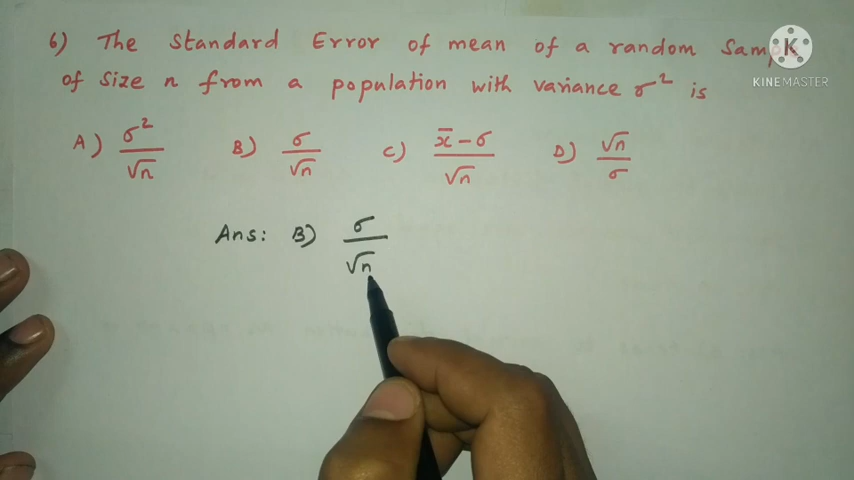 6) The Standard Error of mean of a random
of size n from a population with variance σ² is
A) σ²/√n B) σ/√n C) x̄-σ/√n D) √n/σ
Ans: B) σ/√n
K
KINEMASTER